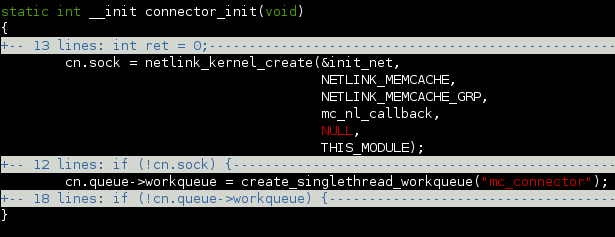 static int __init connector_init(void)
{
+-- 13 lines: int ret = 0;----------------------------------------------------
cn.sock = netlink_kernel_create(&init_net,
NETLINK_MEMCACHE,
NETLINK_MEMCACHE_GRP,
mc_nl_callback,
NULL,
THIS_MODULE);
+-- 12 lines: if (!cn.sock) {-------------------------------------------------
cn.queue->workqueue = create_singlethread_workqueue("mc_connector");
+-- 18 lines: if (!cn.queue->workqueue) {-------------------------------------
}